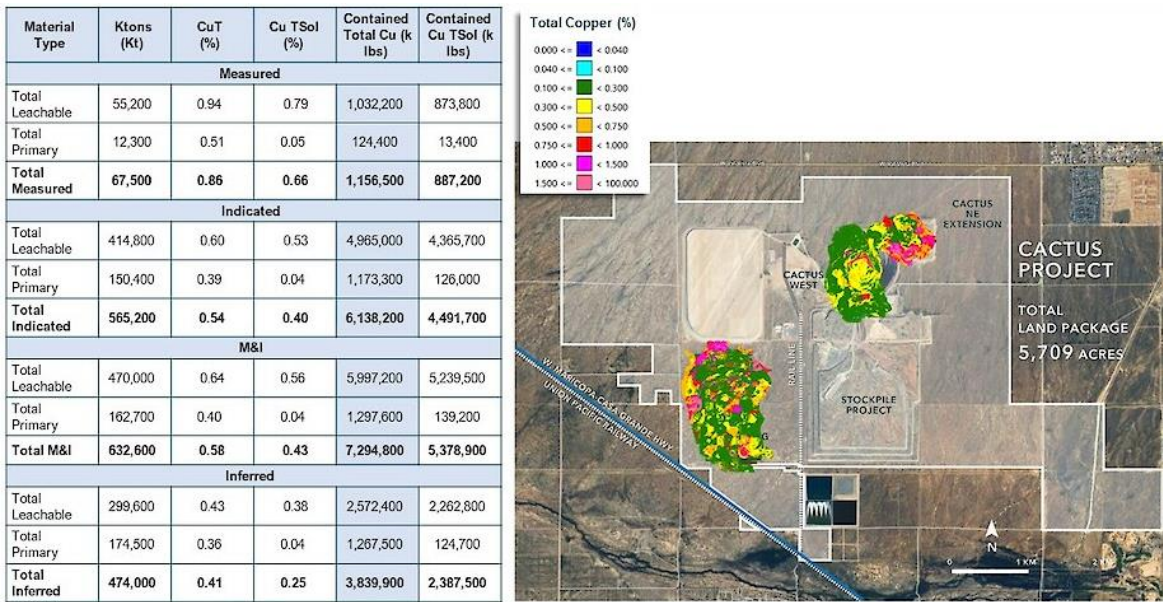 Material Type Ktons (Kt) CuT (%) Cu TSol (%) Contained Total Cu (k lbs) Contained Cu TSol (k lbs)
Measured
Total Leachable 55,200 0.94 0.79 1,032,200 873,800
Total Primary 12,300 0.51 0.05 124,400 13,400
Total Measured 67,500 0.86 0.66 1,156,500 887,200
Indicated
Total Leachable 414,800 0.60 0.53 4,965,000 4,365,700
Total Primary 150,400 0.39 0.04 1,173,300 126,000
Total Indicated 565,200 0.54 0.40 6,138,200 4,491,700
M&I
Total Leachable 470,000 0.64 0.56 5,997,200 5,239,500
Total Primary 162,700 0.40 0.04 1,297,600 139,200
Total M&I 632,600 0.58 0.43 7,294,800 5,378,900
Inferred
Total Leachable 299,600 0.43 0.38 2,572,400 2,262,800
Total Primary 174,500 0.36 0.04 1,267,500 124,700
Total Inferred 474,000 0.41 0.25 3,839,900 2,387,500
Total Copper (%)
0.000 <= < 0.040
0.040 <= < 0.100
0.100 <= < 0.300
0.300 <= < 0.500
0.500 <= < 0.750
0.750 <= < 1.000
1.000 <= < 1.500
1.500 <= < 100.000
CACTUS
NE
EXTENSION
CACTUS
WEST
CACTUS
PROJECT
TOTAL
LAND PACKAGE
5,709 ACRES
RAIL LINE
STOCKPILE
PROJECT
W. MARICOPA-CASA GRANDE HWY
UNION PACIFIC RAILWAY
N
0 1 KM